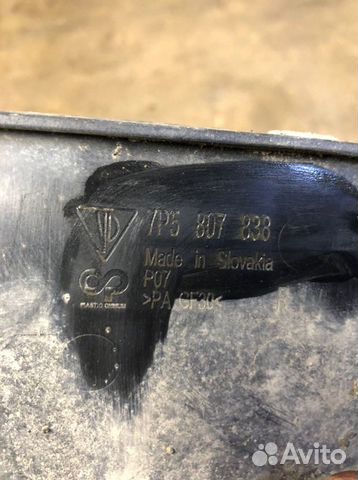 7P5 807 838
Made in Slovakia
P07
PLASTIC OMNIUM
>PA GF30<
Avito